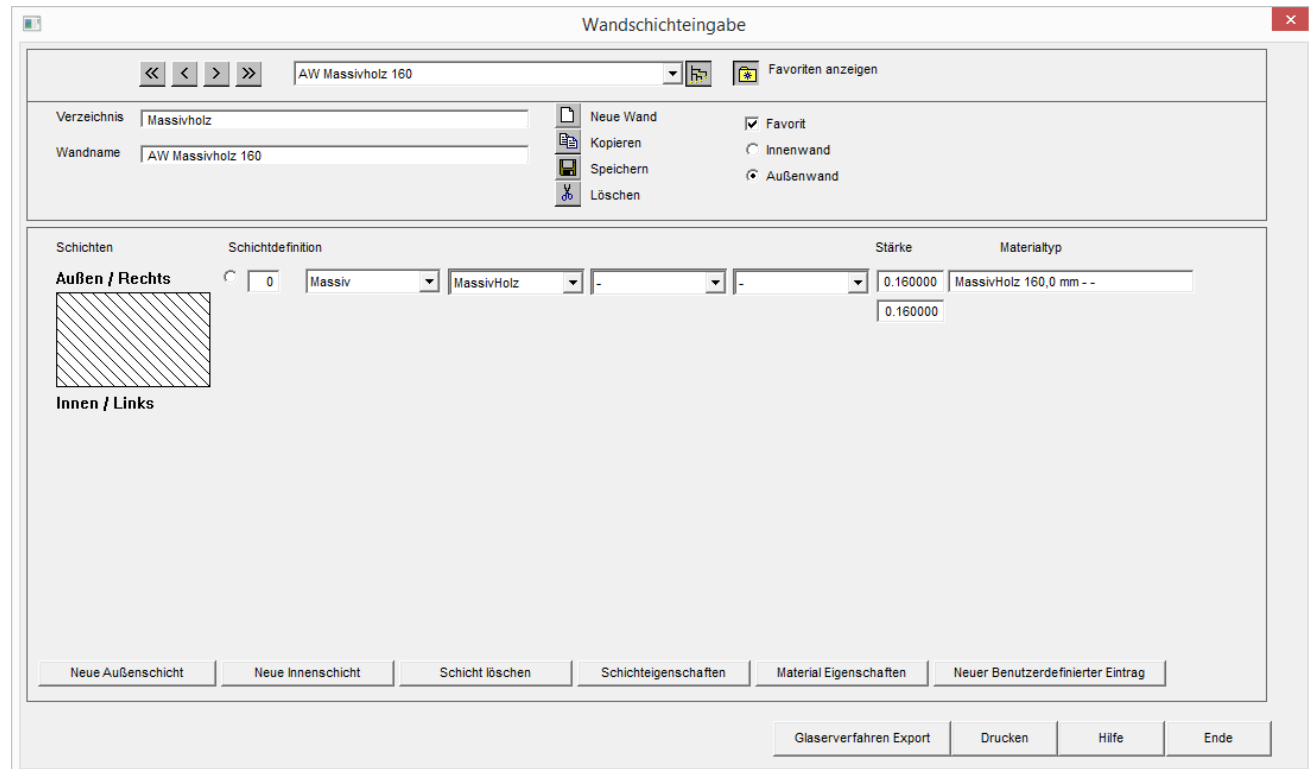 Wandschichteingabe
AW Massivholz 160
Favoriten anzeigen
Verzeichnis Massivholz
Wandname AW Massivholz 160
Neue Wand
Kopieren
Speichern
Löschen
Favorit
Innenwand
Außenwand
Schichten Schichtdefinition Stärke Materialtyp
Außen / Rechts 0 Massiv MassivHolz - - 0.160000 MassivHolz 160,0 mm - -
0.160000
Innen / Links
Neue Außenschicht Neue Innenschicht Schicht löschen Schichteigenschaften Material Eigenschaften Neuer Benutzerdefinierter Eintrag
Glaserverfahren Export Drucken Hilfe Ende